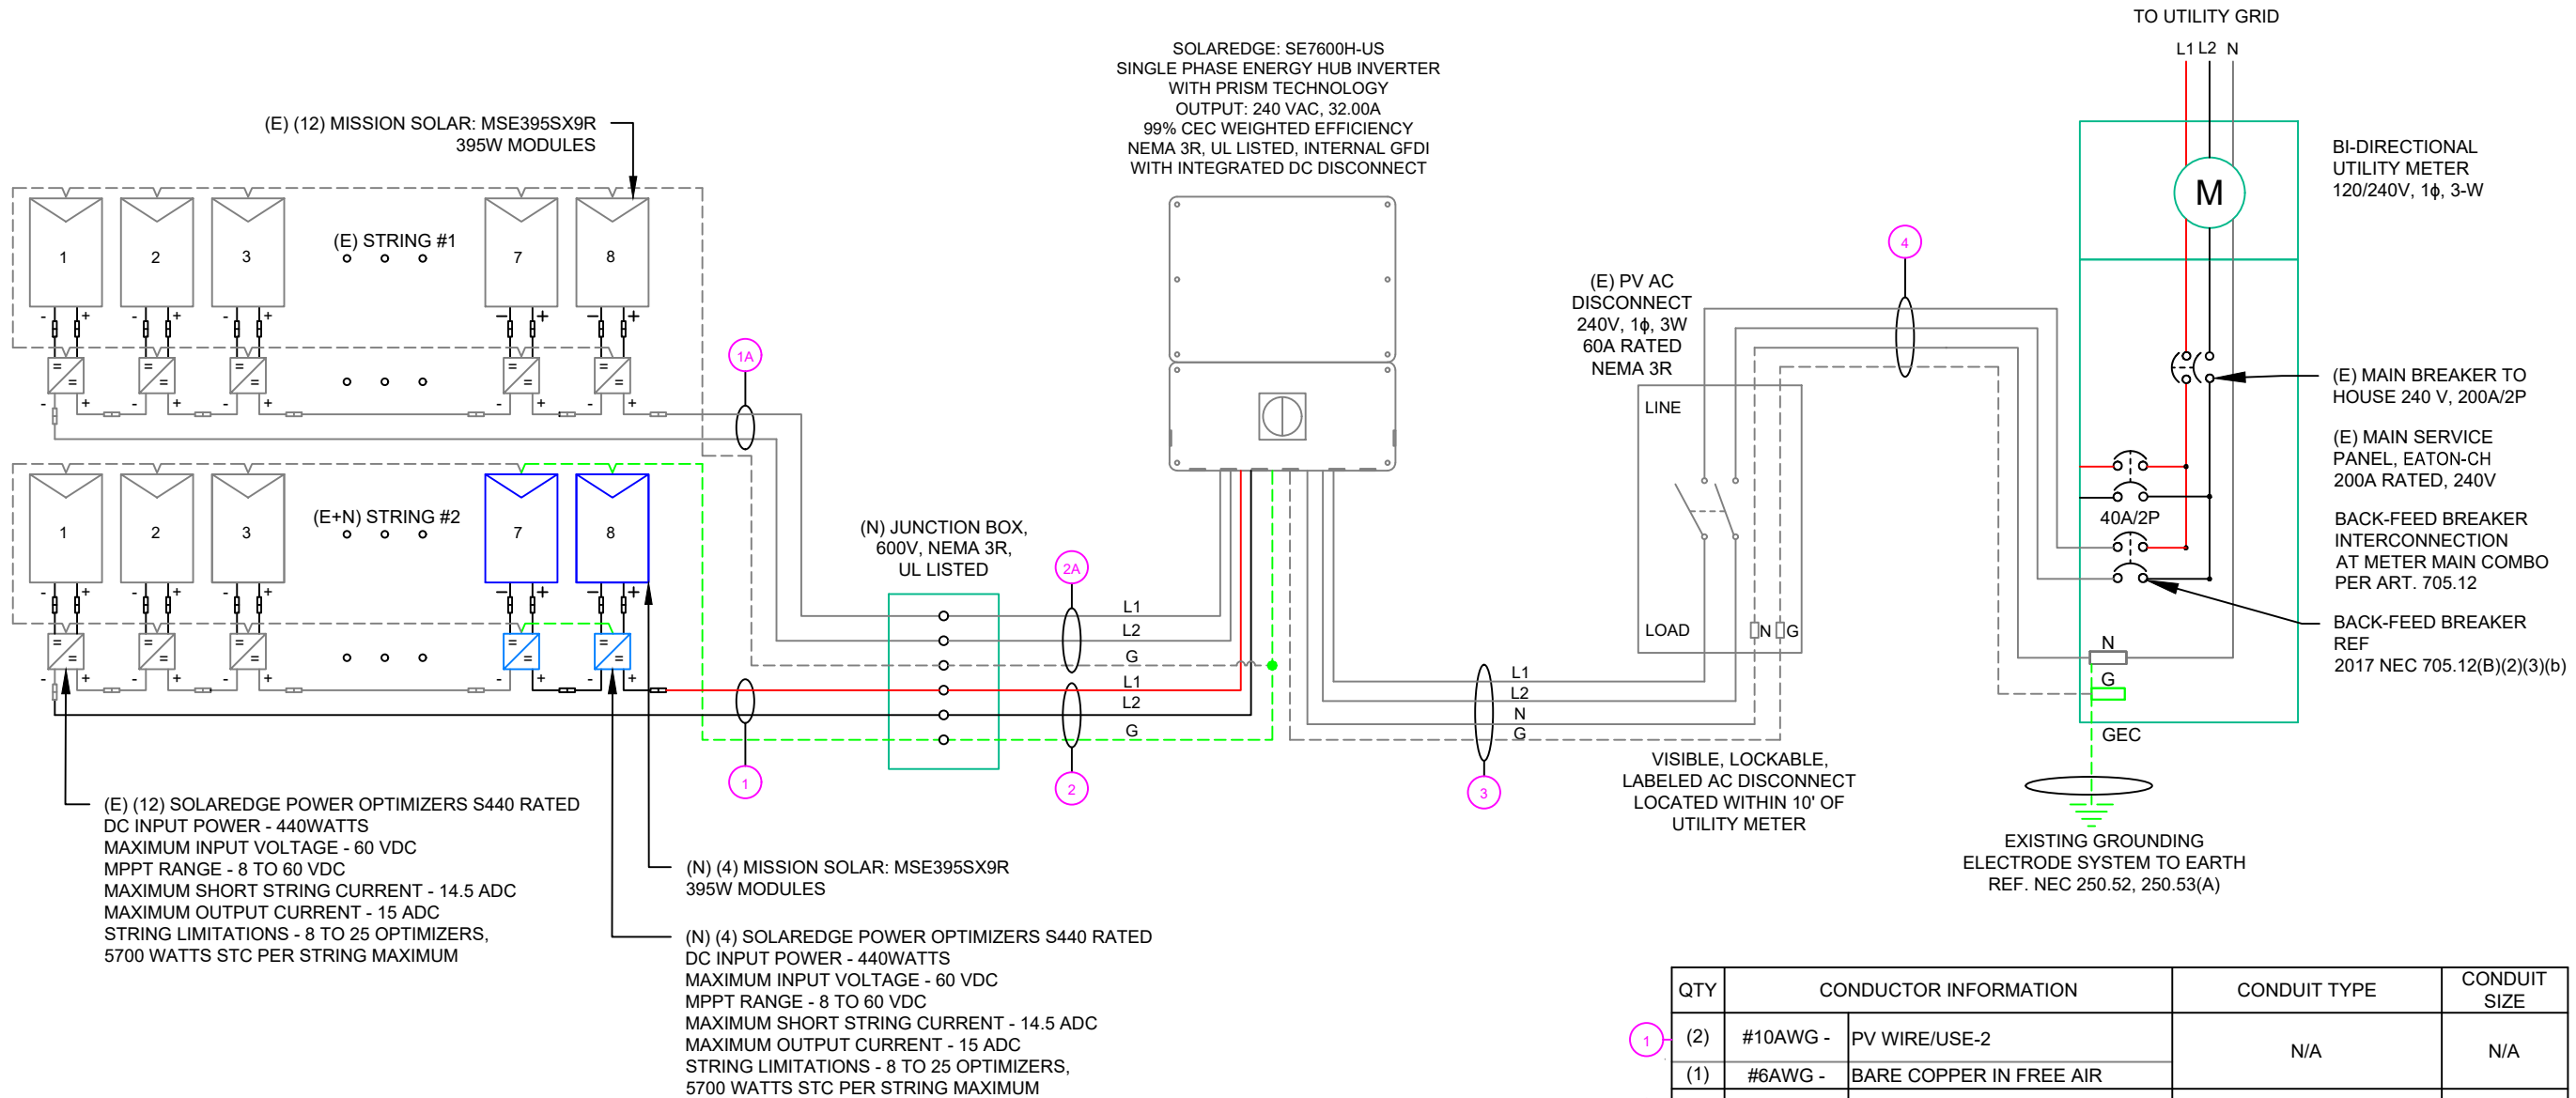 TO UTILITY GRID
L1 L2 N
SOLAREDGE: SE7600H-US
SINGLE PHASE ENERGY HUB INVERTER
WITH PRISM TECHNOLOGY
OUTPUT: 240 VAC, 32.00A
99% CEC WEIGHTED EFFICIENCY
NEMA 3R, UL LISTED, INTERNAL GFDI
WITH INTEGRATED DC DISCONNECT
(E) (12) MISSION SOLAR: MSE395SX9R
395W MODULES
BI-DIRECTIONAL
UTILITY METER
120/240V, 1ϕ, 3-W
M
1 2 3 (E) STRING #1 7 8
- + - + - + - + - +
= = = = = = = = = =
- + - + - + - + - +
1A
4
(E) PV AC
DISCONNECT
240V, 1ϕ, 3W
60A RATED
NEMA 3R
LINE
LOAD
N G
(E) MAIN BREAKER TO
HOUSE 240 V, 200A/2P
(E) MAIN SERVICE
PANEL, EATON-CH
200A RATED, 240V
40A/2P
BACK-FEED BREAKER
INTERCONNECTION
AT METER MAIN COMBO
PER ART. 705.12
BACK-FEED BREAKER
REF
2017 NEC 705.12(B)(2)(3)(b)
N
G
GEC
1 2 3 (E+N) STRING #2 7 8
- + - + - + - + - +
= = = = = = = = = =
- + - + - + - + - +
(N) JUNCTION BOX,
600V, NEMA 3R,
UL LISTED
2A
L1
L2
G
L1
L2
G
1
2
L1
L2
N
G
3
VISIBLE, LOCKABLE,
LABELED AC DISCONNECT
LOCATED WITHIN 10' OF
UTILITY METER
EXISTING GROUNDING
ELECTRODE SYSTEM TO EARTH
REF. NEC 250.52, 250.53(A)
(E) (12) SOLAREDGE POWER OPTIMIZERS S440 RATED
DC INPUT POWER - 440WATTS
MAXIMUM INPUT VOLTAGE - 60 VDC
MPPT RANGE - 8 TO 60 VDC
MAXIMUM SHORT STRING CURRENT - 14.5 ADC
MAXIMUM OUTPUT CURRENT - 15 ADC
STRING LIMITATIONS - 8 TO 25 OPTIMIZERS,
5700 WATTS STC PER STRING MAXIMUM
(N) (4) MISSION SOLAR: MSE395SX9R
395W MODULES
(N) (4) SOLAREDGE POWER OPTIMIZERS S440 RATED
DC INPUT POWER - 440WATTS
MAXIMUM INPUT VOLTAGE - 60 VDC
MPPT RANGE - 8 TO 60 VDC
MAXIMUM SHORT STRING CURRENT - 14.5 ADC
MAXIMUM OUTPUT CURRENT - 15 ADC
STRING LIMITATIONS - 8 TO 25 OPTIMIZERS,
5700 WATTS STC PER STRING MAXIMUM
QTY CONDUCTOR INFORMATION CONDUIT TYPE CONDUIT SIZE
1 (2) #10AWG - PV WIRE/USE-2 N/A N/A
(1) #6AWG - BARE COPPER IN FREE AIR